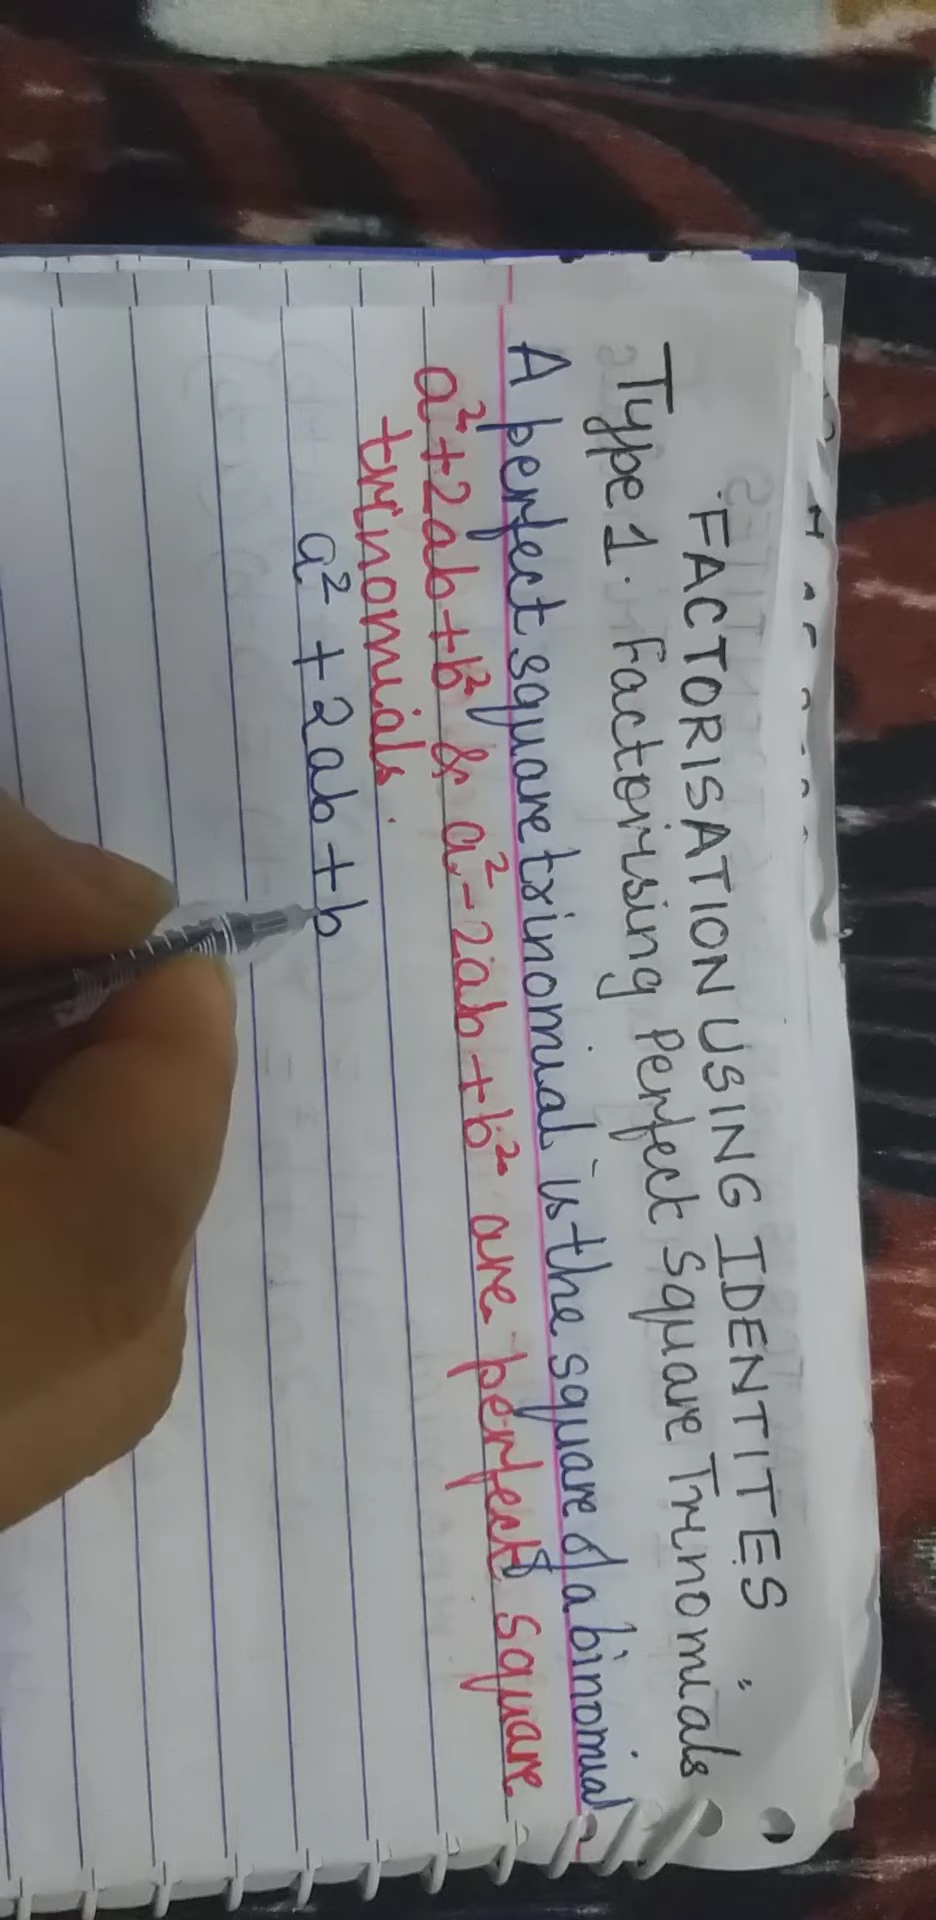 FACTORISATION USING IDENTITES
Type 1. Factorising Perfect Square Trinomials
A perfect square trinomial is the square of a binomial
a²+2ab+b² & a²-2ab+b² are perfect square
trinomials.
a² + 2ab + b